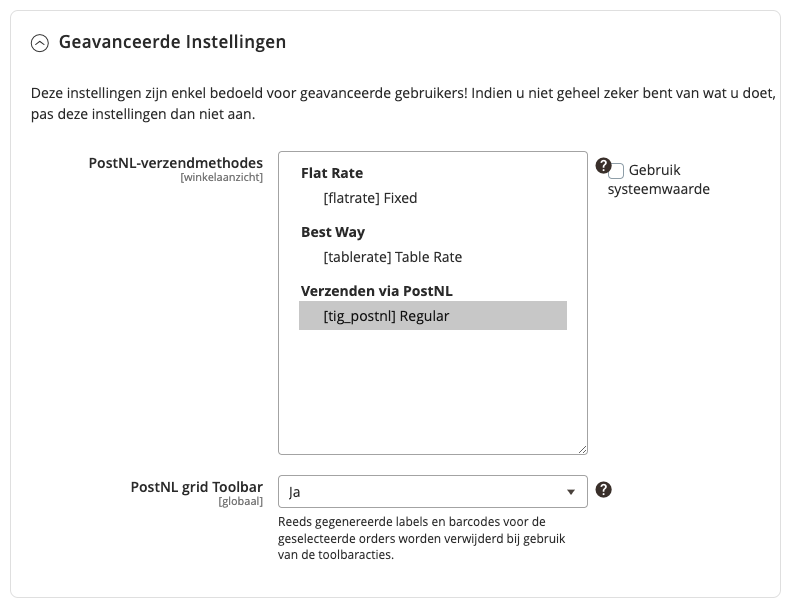 Geavanceerde Instellingen
Deze instellingen zijn enkel bedoeld voor geavanceerde gebruikers! Indien u niet geheel zeker bent van wat u doet,
pas deze instellingen dan niet aan.
PostNL-verzendmethodes
[winkelaanzicht]
Flat Rate
[flatrate] Fixed
Best Way
[tablerate] Table Rate
Verzenden via PostNL
[tig_postnl] Regular
?
Gebruik
systeemwaarde
PostNL grid Toolbar
[globaal]
Ja
?
Reeds gegenereerde labels en barcodes voor de
geselecteerde orders worden verwijderd bij gebruik
van de toolbaracties.